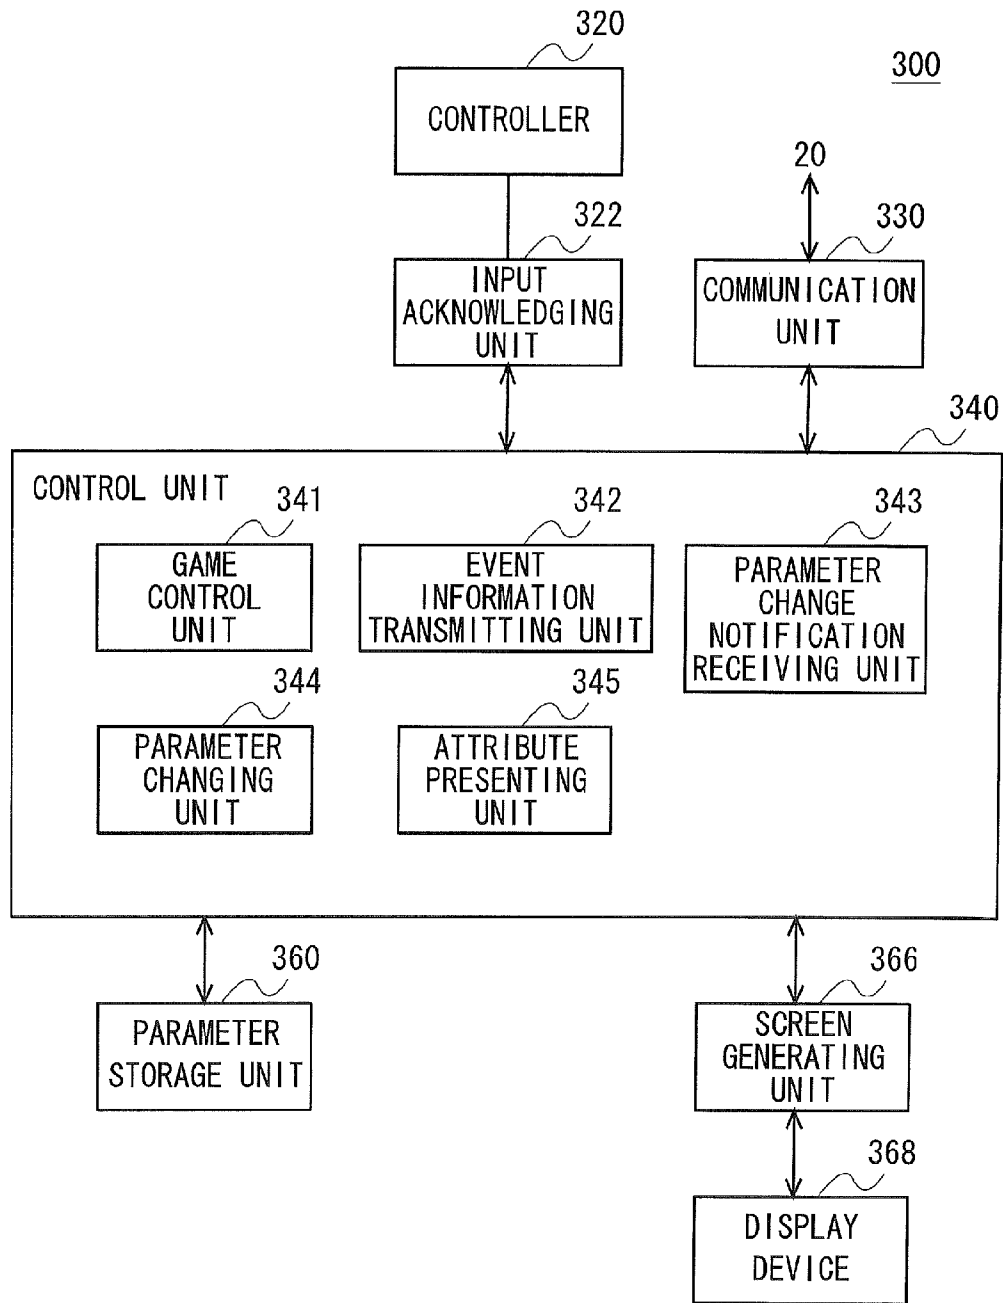 320
300
CONTROLLER
20
322
330
INPUT
ACKNOWLEDGING
UNIT
COMMUNICATION
UNIT
340
CONTROL UNIT
341
342
343
GAME
CONTROL
UNIT
EVENT
INFORMATION
TRANSMITTING UNIT
PARAMETER
CHANGE
NOTIFICATION
RECEIVING UNIT
344
345
PARAMETER
CHANGING
UNIT
ATTRIBUTE
PRESENTING
UNIT
360
366
PARAMETER
STORAGE UNIT
SCREEN
GENERATING
UNIT
368
DISPLAY
DEVICE